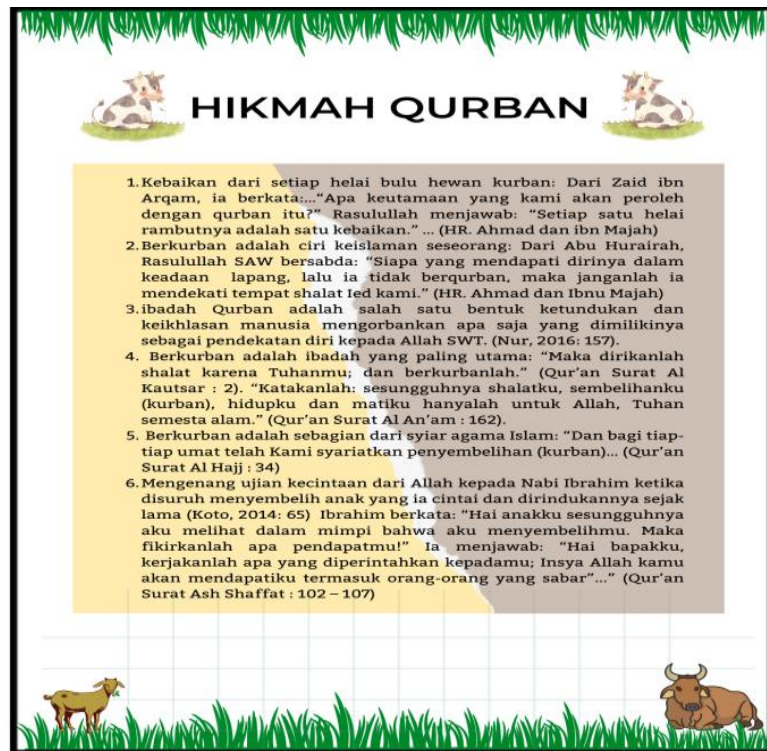 HIKMAH QURBAN
1. Kebaikan dari setiap helai bulu hewan kurban: Dari Zaid ibn
Arqam, ia berkata:…“Apa keutamaan yang kami akan peroleh
dengan qurban itu?” Rasulullah menjawab: “Setiap satu helai
rambutnya adalah satu kebaikan.” ... (HR. Ahmad dan ibn Majah)
2. Berkurban adalah ciri keislaman seseorang: Dari Abu Hurairah,
Rasulullah SAW bersabda: “Siapa yang mendapati dirinya dalam
keadaan lapang, lalu ia tidak berqurban, maka janganlah ia
mendekati tempat shalat Ied kami.” (HR. Ahmad dan Ibnu Majah)
3. ibadah Qurban adalah salah satu bentuk ketundukan dan
keikhlasan manusia mengorbankan apa saja yang dimilikinya
sebagai pendekatan diri kepada Allah SWT. (Nur, 2016: 157).
4. Berkurban adalah ibadah yang paling utama: “Maka dirikanlah
shalat karena Tuhanmu; dan berkurbanlah.” (Qur’an Surat Al
Kautsar : 2). “Katakanlah: sesungguhnya shalatku, sembelihanku
(kurban), hidupku dan matiku hanyalah untuk Allah, Tuhan
semesta alam.” (Qur’an Surat Al An’am : 162).
5. Berkurban adalah sebagian dari syiar agama Islam: “Dan bagi tiap-
tiap umat telah Kami syariatkan penyembelihan (kurban)... (Qur’an
Surat Al Hajj : 34)
6. Mengenang ujian kecintaan dari Allah kepada Nabi Ibrahim ketika
disuruh menyembelih anak yang ia cintai dan dirindukannya sejak
lama (Koto, 2014: 65) Ibrahim berkata: “Hai anakku sesungguhnya
aku melihat dalam mimpi bahwa aku menyembelihmu. Maka
fikirkanlah apa pendapatmu!” Ia menjawab: “Hai bapakku,
kerjakanlah apa yang diperintahkan kepadamu; Insya Allah kamu
akan mendapatiku termasuk orang-orang yang sabar”...” (Qur’an
Surat Ash Shaffat : 102 – 107)